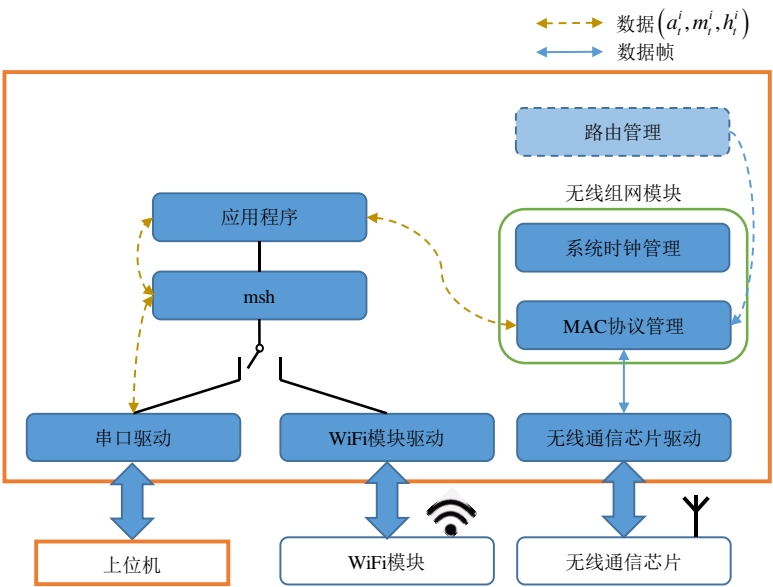 数据(a_t^i, m_t^i, h_t^i)
数据帧
路由管理
无线组网模块
应用程序
系统时钟管理
msh
MAC协议管理
串口驱动
WiFi模块驱动
无线通信芯片驱动
上位机
WiFi模块
无线通信芯片